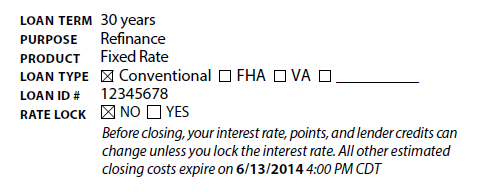 LOAN TERM 30 years
PURPOSE Refinance
PRODUCT Fixed Rate
LOAN TYPE ☒ Conventional ☐ FHA ☐ VA ☐ __________
LOAN ID # 12345678
RATE LOCK ☒ NO ☐ YES
Before closing, your interest rate, points, and lender credits can
change unless you lock the interest rate. All other estimated
closing costs expire on 6/13/2014 4:00 PM CDT